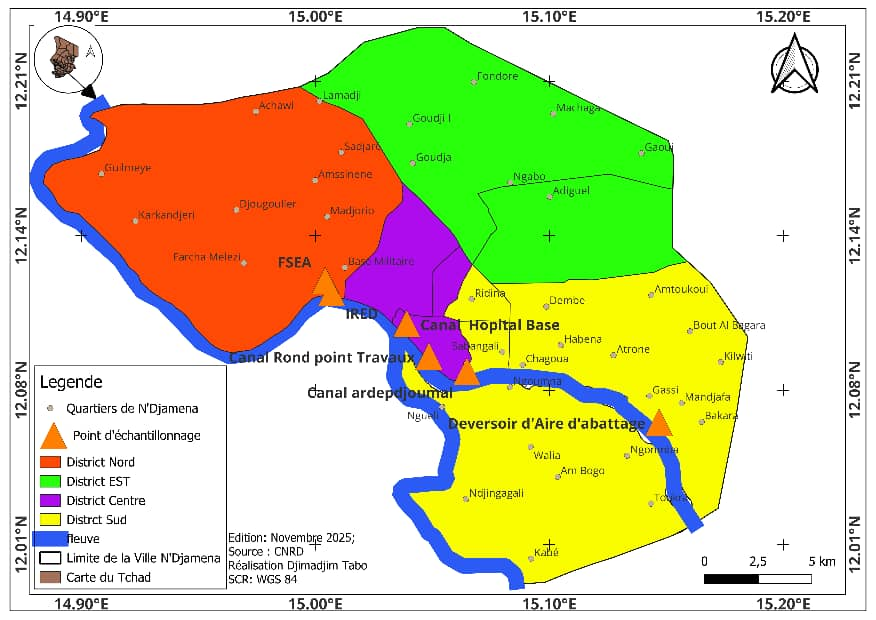 14.90°E 15.00°E 15.10°E 15.20°E
12.21°N
12.21°N
Fondore
Lamadji
Achawi
Machaga
Goudji I
Sadjarc
Gaoui
Goudja
Guilmeye
Amssinene
Ngabo
Adiguel
Djougoulier
Madjorio
Karkandjeri
12.14°N
12.14°N
Farcha Melezi
FSEA
Base Militaire
Ridina
Amtoukoui
Dembe
IRED
Canal Hopital Base
Bout Al Bagara
Habena
Sabangali
Atrone
Canal Rond point Travaux
Chagoua
Kilwiti
12.08°N
12.08°N
Legende
Ngoumna
Canal ardepdjoumal
Gassi
Mandjafa
Quartiers de N'Djamena
Ngueli
Bakara
Deversoir d'Aire d'abattage
Point d'échantillonnage
Walia
Ngomnba
District Nord
Am Bogo
District EST
Ndjingagali
District Centre
Toukra
Distrct Sud
fleuve
Limite de la Ville N'Djamena
Carte du Tchad
Edition: Novembre 2025;
Source : CNRD
Réalisation Djimadjim Tabo
SCR: WGS 84
Kabé
12.01°N
12.01°N
0 2,5 5 km
14.90°E 15.00°E 15.10°E 15.20°E